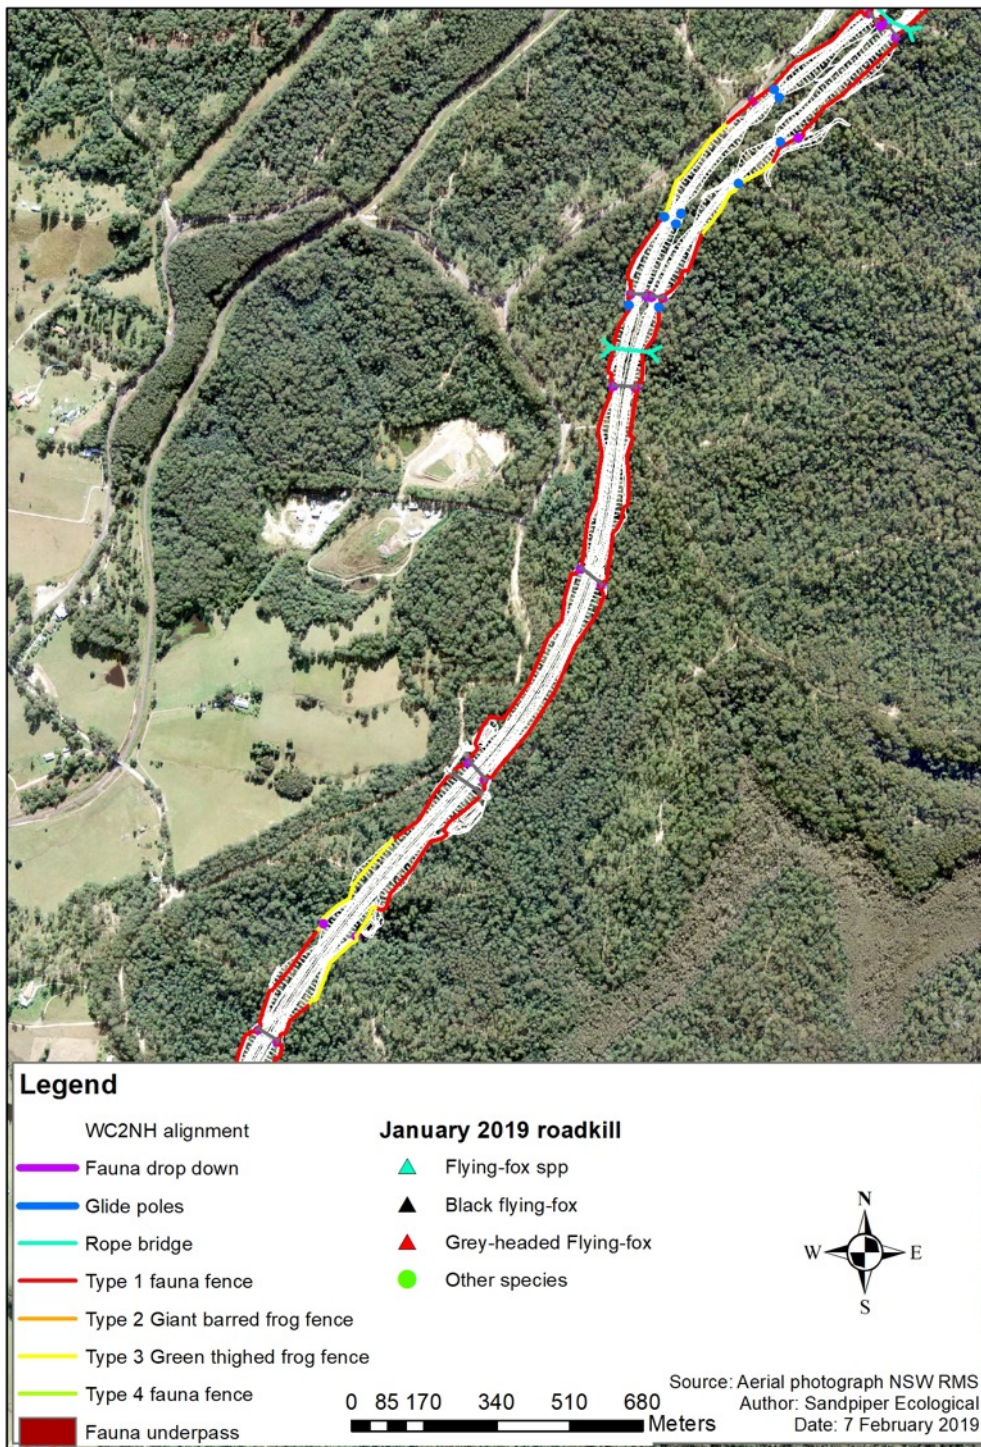 Legend
WC2NH alignment
Fauna drop down
Glide poles
Rope bridge
Type 1 fauna fence
Type 2 Giant barred frog fence
Type 3 Green thighed frog fence
Type 4 fauna fence
Fauna underpass
January 2019 roadkill
Flying-fox spp
Black flying-fox
Grey-headed Flying-fox
Other species
N
W E
S
0 85 170 340 510 680
Meters
Source: Aerial photograph NSW RMS
Author: Sandpiper Ecological
Date: 7 February 2019